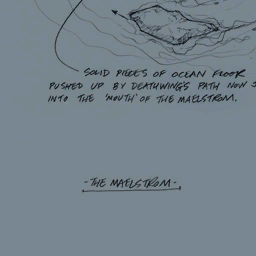 SOLID PIECES OF OCEAN FLOOR
PUSHED UP BY DEATHWING'S PATH NOW
INTO THE 'MOUTH' OF THE MAELSTROM.
- THE MAELSTROM -